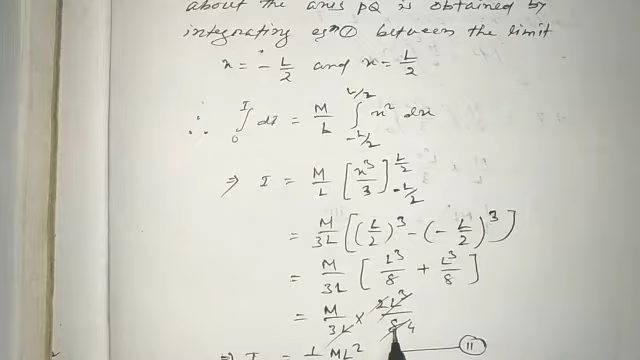 about the axis PQ is obtained by
integrating eqn ① between the limit
x = - L/2 and x = L/2
∴ ∫₀ᴵ dI = M/L ∫_{-L/2}^{L/2} x² dx
⇒ I = M/L [x³/3]_{-L/2}^{L/2}
= M/3L [(L/2)³ - (-L/2)³]
= M/3L [L³/8 + L³/8]
= M/3L × 2L³/8 4
⇒ I = 1 ML² — ⑪